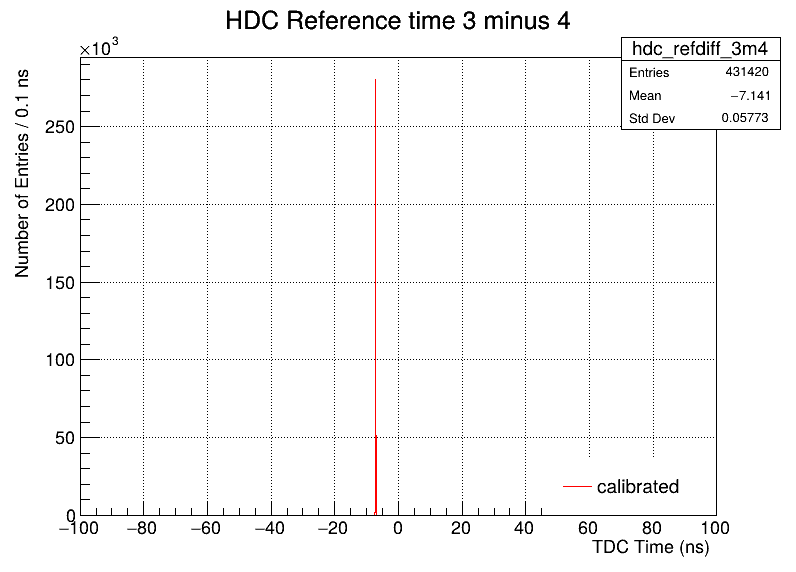 HDC Reference time 3 minus 4
×10³
hdc_refdiff_3m4
Entries 431420
Mean −7.141
Std Dev 0.05773
Number of Entries / 0.1 ns
250
200
150
100
50
0
calibrated
−100 −80 −60 −40 −20 0 20 40 60 80 100
TDC Time (ns)